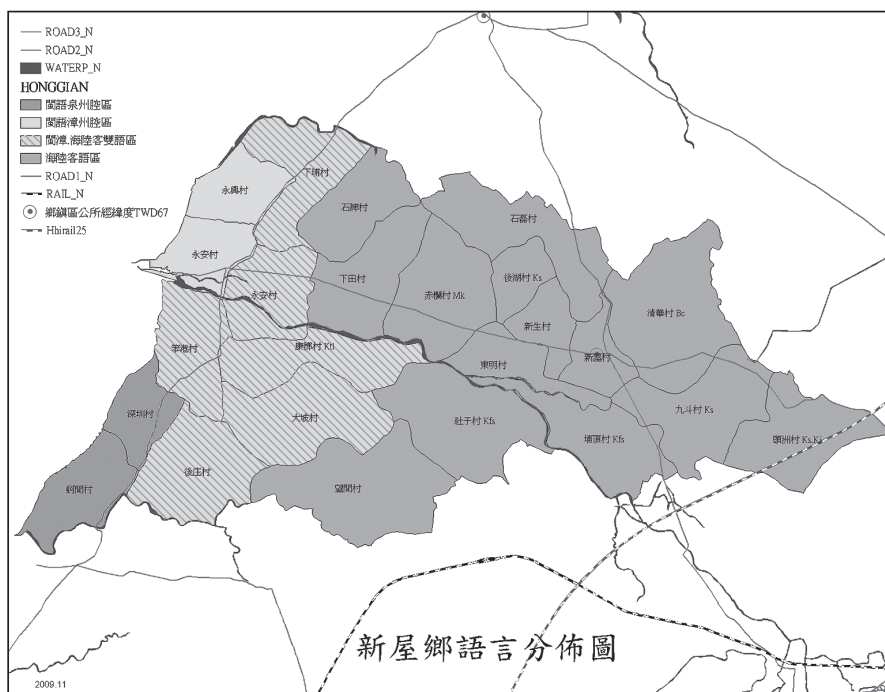 ROAD3_N
ROAD2_N
WATERP_N
HONGGIAN
閩語泉州腔區
閩語漳州腔區
閩漳.海陸客雙語區
海陸客語區
ROAD1_N
RAIL_N
鄉鎮區公所經緯度TWD67
Hhirail25
下埔村
永興村
石牌村
石磊村
永安村
永安村
下田村
赤欄村 Mk
後湖村 Ks
清華村 Bc
新生村
笨港村
康榔村 Ktl
東明村
新屋村
深圳村
大坡村
社子村 Kfs
埔頂村 Kfs
九斗村 Ks
頭洲村 Ks,Kj
後庄村
蚵間村
望間村
新屋鄉語言分佈圖
2009.11